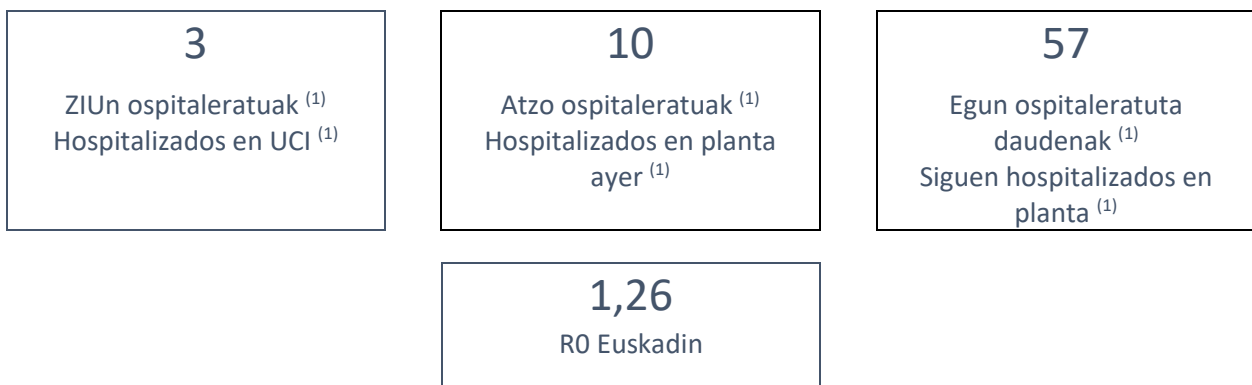 3
ZIUn ospitaleratuak (1)
Hospitalizados en UCI (1)
10
Atzo ospitaleratuak (1)
Hospitalizados en planta
ayer (1)
57
Egun ospitaleratuta
daudenak (1)
Siguen hospitalizados en
planta (1)
1,26
R0 Euskadin